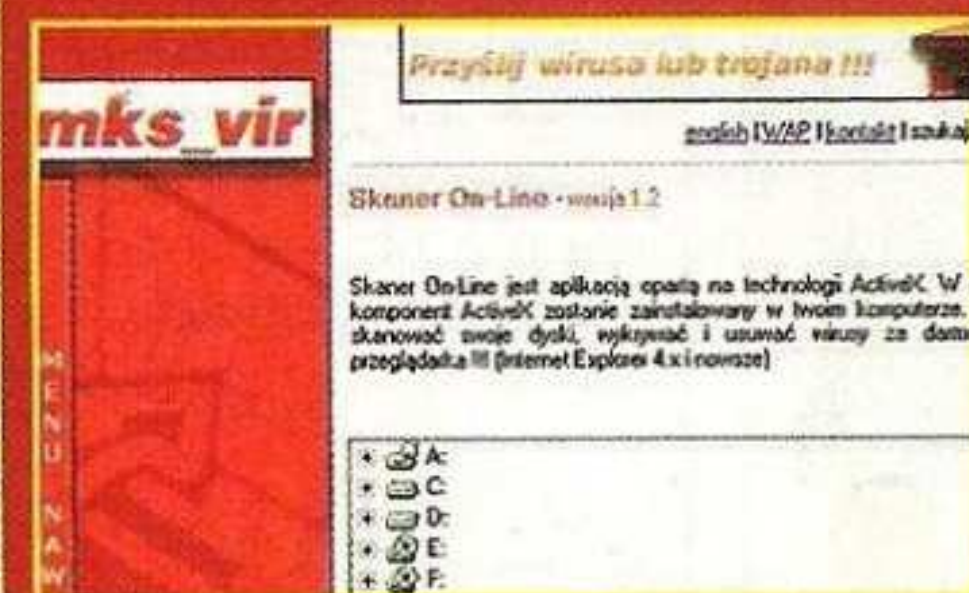 Przyślij wirusa lub trojana !!!
mks_vir
english | WAP | kontakt | szukaj
Skaner On-Line - wersja 1.2
Skaner On-Line jest aplikacją opartą na technologii ActiveX. W
komponent ActiveX zostanie zainstalowany w twoim komputerze.
skanować swoje dyski, wykrywać i usuwać wirusy za
przeglądarka !!! (Internet Explorer 4.x i nowsze)
MENU NAW
A:
C:
D:
E:
F: